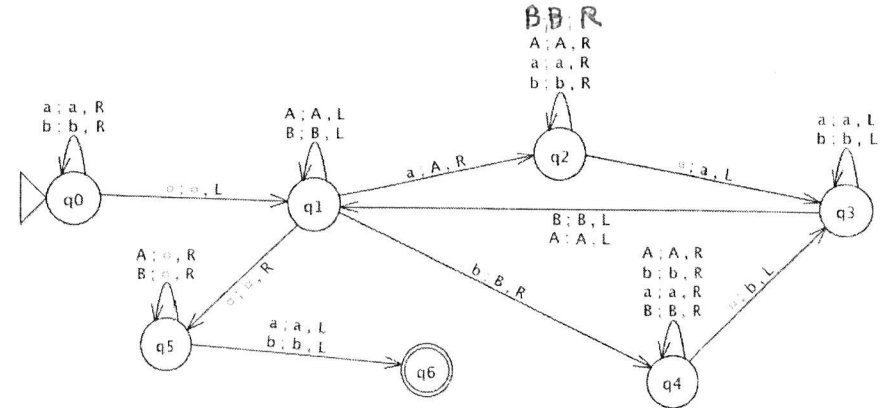 B;B;R
A;A,R
a;a,R
b;b,R
a;a,R
b;b,R
A;A,L
B;B,L
a;a,L
b;b,L
q0
□;□,L
q1
a;A,R
q2
□;a,L
q3
B;B,L
A;A,L
A;□,R
B;□,R
□;□,R
b;B,R
A;A,R
b;b,R
a;a,R
B;B,R
□;b,L
q5
a;a,L
b;b,L
q6
q4